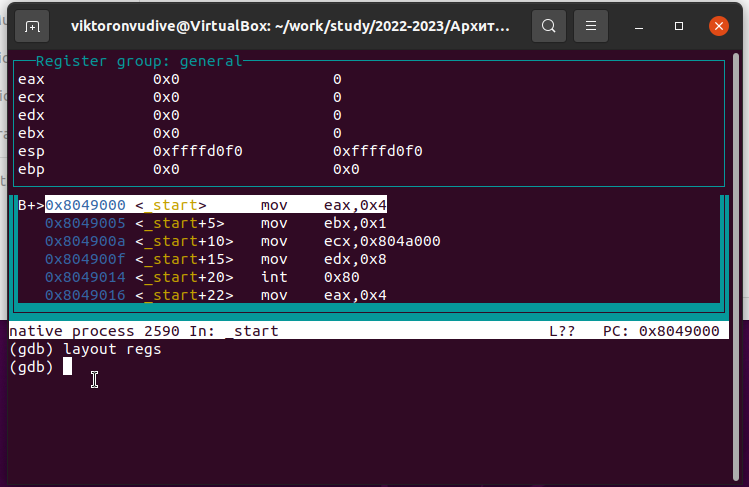 viktoronvudive@VirtualBox: ~/work/study/2022-2023/Архит...
Register group: general
eax 0x0 0
ecx 0x0 0
edx 0x0 0
ebx 0x0 0
esp 0xffffd0f0 0xffffd0f0
ebp 0x0 0x0
B+>0x8049000 <_start> mov eax,0x4
0x8049005 <_start+5> mov ebx,0x1
0x804900a <_start+10> mov ecx,0x804a000
0x804900f <_start+15> mov edx,0x8
0x8049014 <_start+20> int 0x80
0x8049016 <_start+22> mov eax,0x4
native process 2590 In: _start L?? PC: 0x8049000
(gdb) layout regs
(gdb)